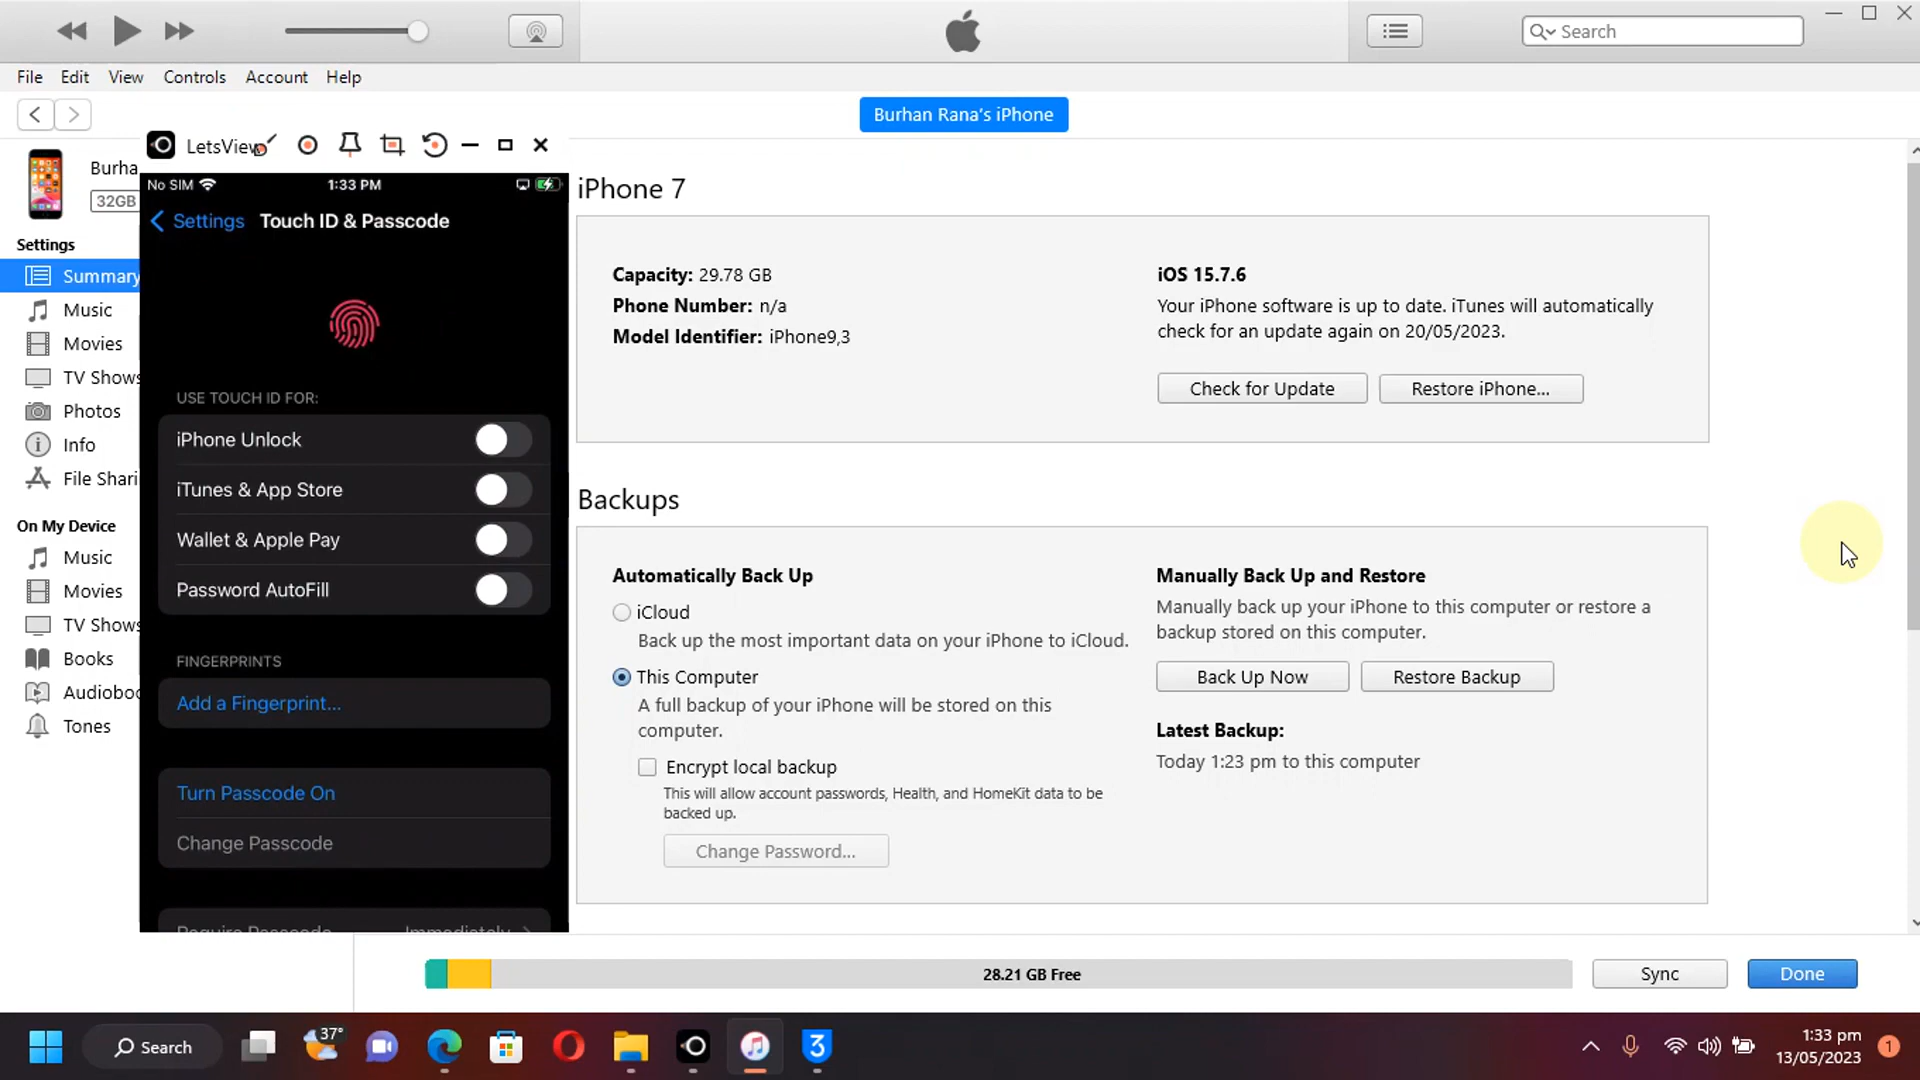 Search
File Edit View Controls Account Help
Burhan Rana's iPhone
Burha
32GB
Settings
Summary
Music
Movies
TV Shows
Photos
Info
File Shari
On My Device
Music
Movies
TV Shows
Books
Audioboo
Tones
LetsView
No SIM 1:33 PM
Settings Touch ID & Passcode
USE TOUCH ID FOR:
iPhone Unlock
iTunes & App Store
Wallet & Apple Pay
Password AutoFill
FINGERPRINTS
Add a Fingerprint...
Turn Passcode On
Change Passcode
Require Passcode Immediately
iPhone 7
Capacity: 29.78 GB
Phone Number: n/a
Model Identifier: iPhone9,3
iOS 15.7.6
Your iPhone software is up to date. iTunes will automatically
check for an update again on 20/05/2023.
Check for Update Restore iPhone...
Backups
Automatically Back Up
iCloud
Back up the most important data on your iPhone to iCloud.
This Computer
A full backup of your iPhone will be stored on this
computer.
Encrypt local backup
This will allow account passwords, Health, and HomeKit data to be
backed up.
Change Password...
Manually Back Up and Restore
Manually back up your iPhone to this computer or restore a
backup stored on this computer.
Back Up Now Restore Backup
Latest Backup:
Today 1:23 pm to this computer
28.21 GB Free
Sync Done
Search
37°
3
1:33 pm
13/05/2023
1